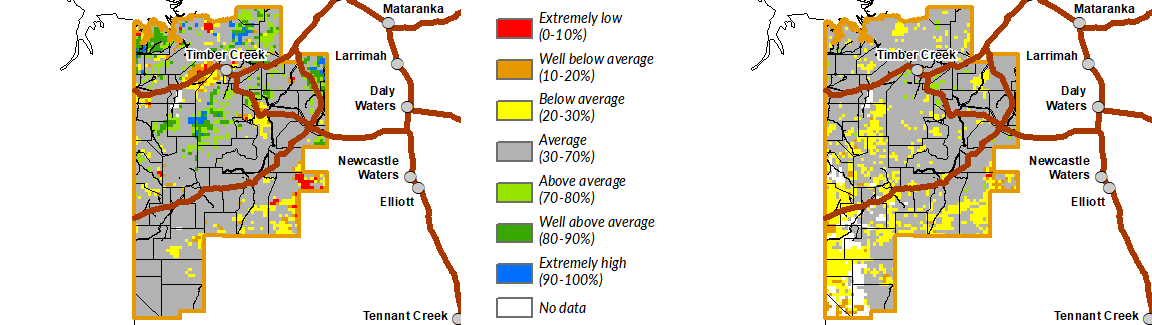 Mataranka
Timber Creek
Larrimah
Daly
Waters
Newcastle
Waters
Elliott
Tennant Creek
Extremely low
(0-10%)
Well below average
(10-20%)
Below average
(20-30%)
Average
(30-70%)
Above average
(70-80%)
Well above average
(80-90%)
Extremely high
(90-100%)
No data
Mataranka
Timber Creek
Larrimah
Daly
Waters
Newcastle
Waters
Elliott
Tennant Creek